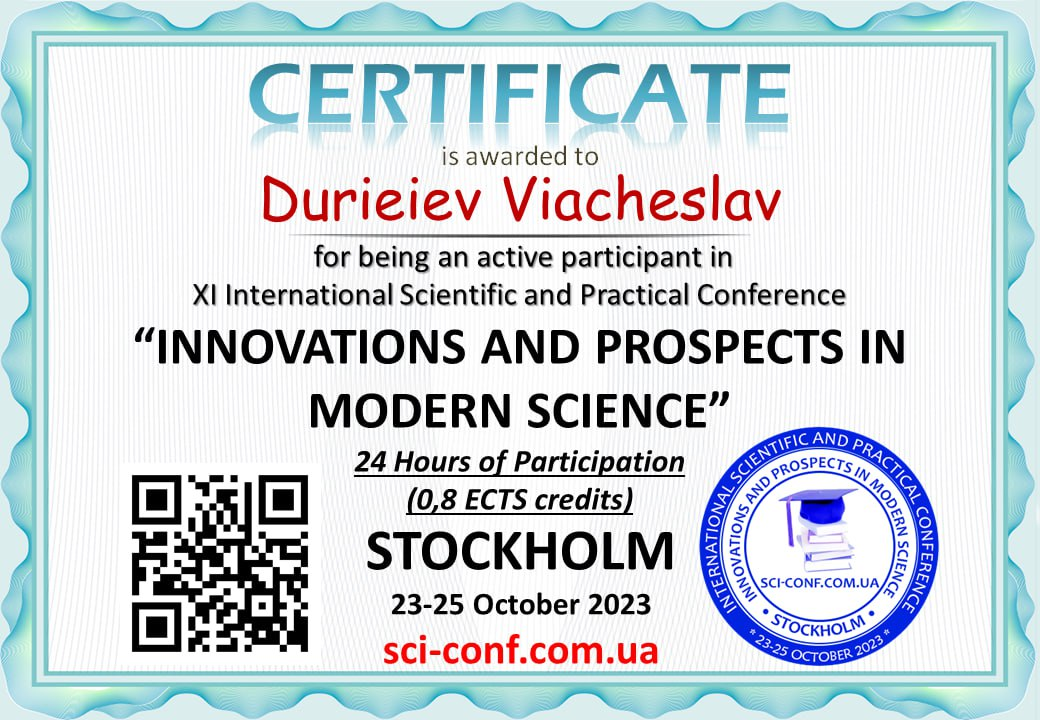 CERTIFICATE
is awarded to
Durieiev Viacheslav
for being an active participant in
XI International Scientific and Practical Conference
“INNOVATIONS AND PROSPECTS IN
MODERN SCIENCE”
24 Hours of Participation
(0,8 ECTS credits)
STOCKHOLM
23-25 October 2023
sci-conf.com.ua
INTERNATIONAL SCIENTIFIC AND PRACTICAL CONFERENCE
INNOVATIONS AND PROSPECTS IN MODERN SCIENCE
SCI-CONF.COM.UA
• STOCKHOLM •
* 23-25 OCTOBER 2023 *